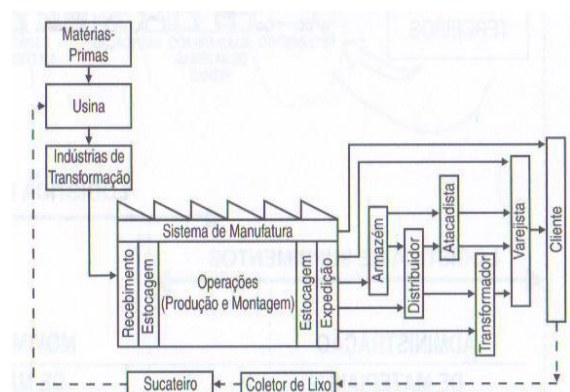 Matérias-
Primas
Usina
Indústrias de
Transformação
Sistema de Manufatura
Recebimento
Estocagem
Operações
(Produção e Montagem)
Estocagem
Expedição
Armazém
Distribuidor
Atacadista
Transformador
Varejista
Cliente
Sucateiro
Coletor de Lixo